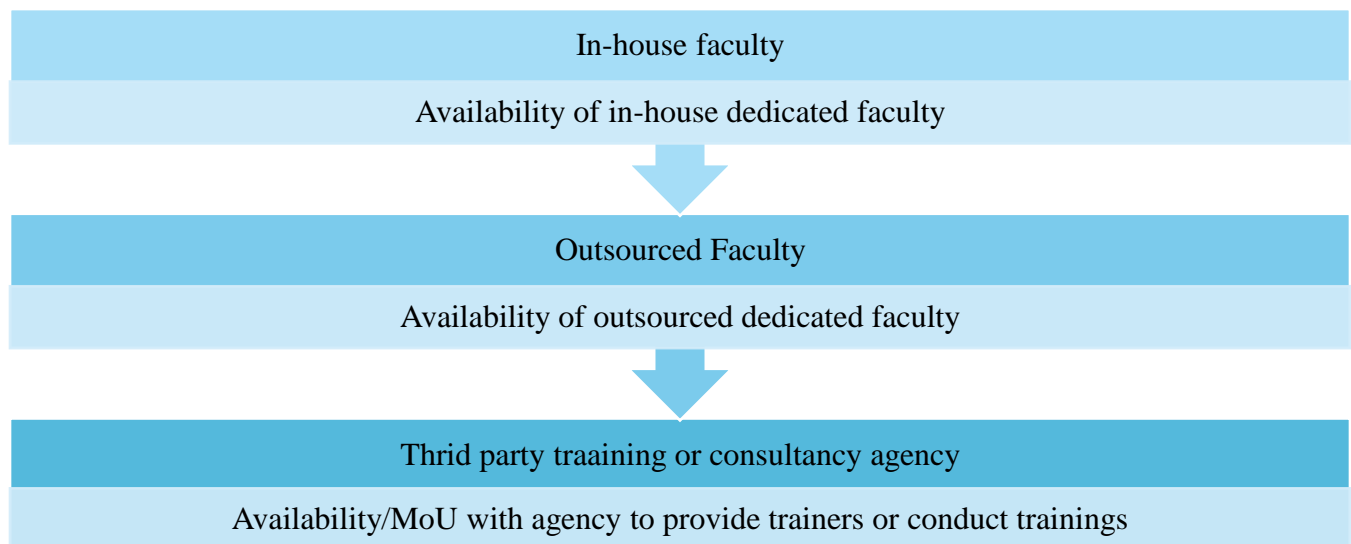 In-house faculty
Availability of in-house dedicated faculty
Outsourced Faculty
Availability of outsourced dedicated faculty
Thrid party traaining or consultancy agency
Availability/MoU with agency to provide trainers or conduct trainings